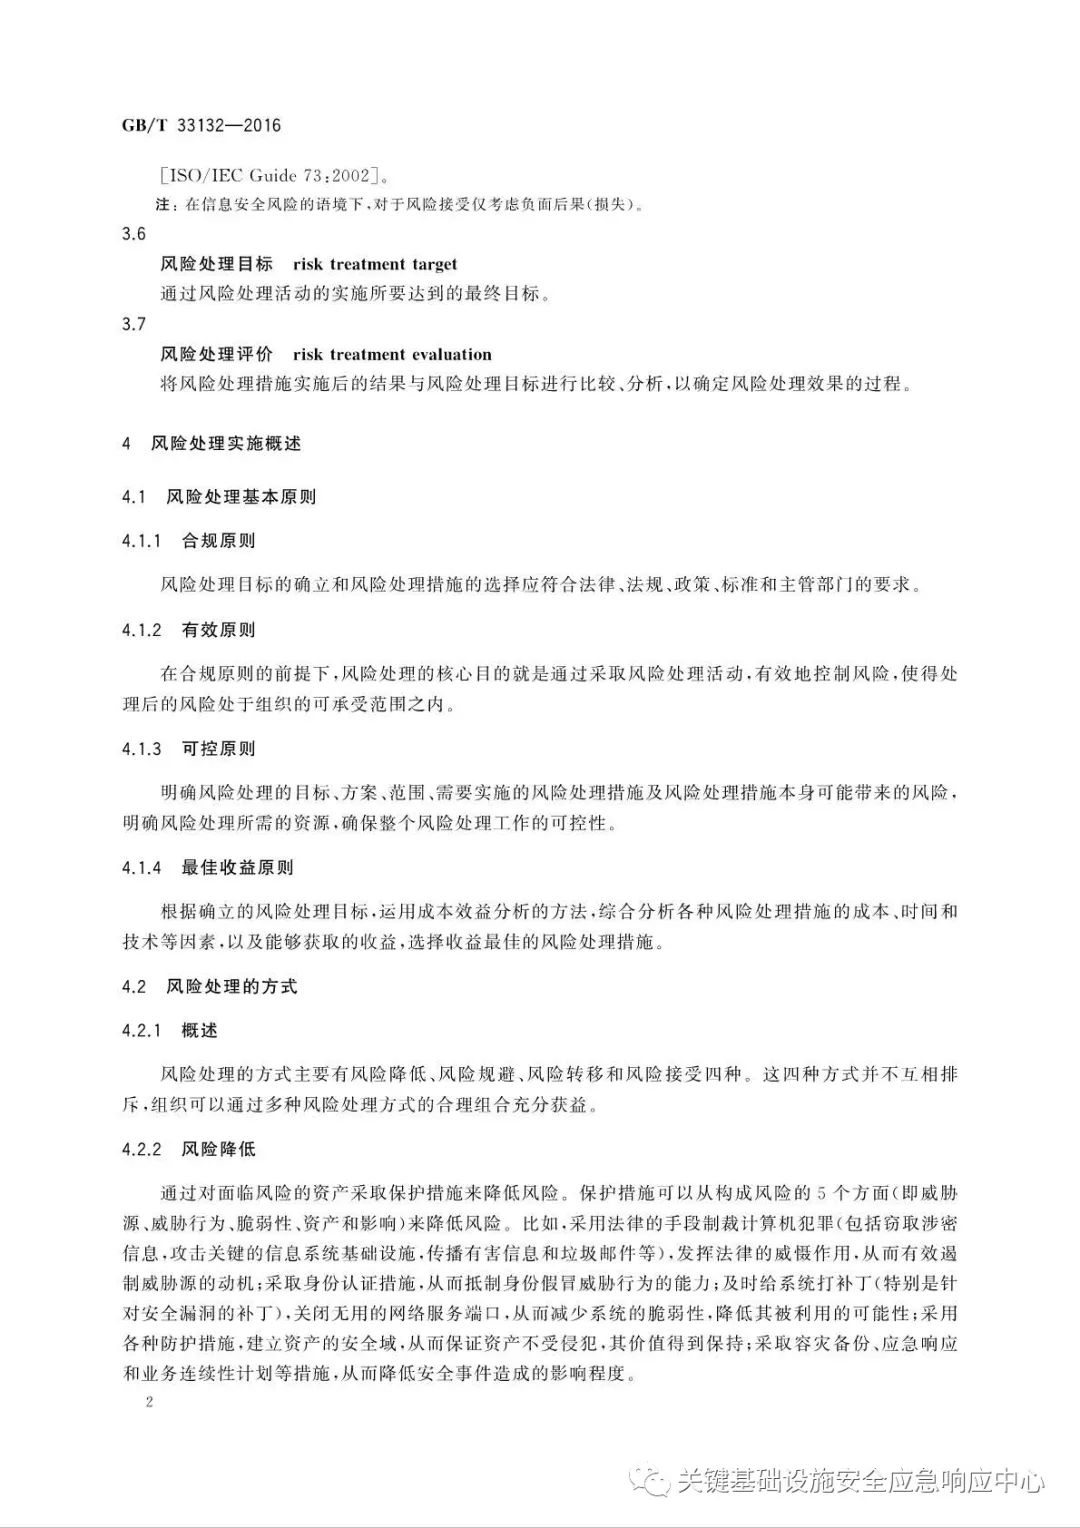 GB/T 33132—2016
[ISO/IEC Guide 73:2002]。
注：在信息安全风险的语境下,对于风险接受仅考虑负面后果(损失)。
3.6
风险处理目标 risk treatment target
通过风险处理活动的实施所要达到的最终目标。
3.7
风险处理评价 risk treatment evaluation
将风险处理措施实施后的结果与风险处理目标进行比较、分析,以确定风险处理效果的过程。
4 风险处理实施概述
4.1 风险处理基本原则
4.1.1 合规原则
风险处理目标的确立和风险处理措施的选择应符合法律、法规、政策、标准和主管部门的要求。
4.1.2 有效原则
在合规原则的前提下,风险处理的核心目的就是通过采取风险处理活动,有效地控制风险,使得处
理后的风险处于组织的可承受范围之内。
4.1.3 可控原则
明确风险处理的目标、方案、范围、需要实施的风险处理措施及风险处理措施本身可能带来的风险,
明确风险处理所需的资源,确保整个风险处理工作的可控性。
4.1.4 最佳收益原则
根据确立的风险处理目标,运用成本效益分析的方法,综合分析各种风险处理措施的成本、时间和
技术等因素,以及能够获取的收益,选择收益最佳的风险处理措施。
4.2 风险处理的方式
4.2.1 概述
风险处理的方式主要有风险降低、风险规避、风险转移和风险接受四种。这四种方式并不互相排
斥,组织可以通过多种风险处理方式的合理组合充分获益。
4.2.2 风险降低
通过对面临风险的资产采取保护措施来降低风险。保护措施可以从构成风险的 5 个方面(即威胁
源、威胁行为、脆弱性、资产和影响)来降低风险。比如,采用法律的手段制裁计算机犯罪(包括窃取涉密
信息,攻击关键的信息系统基础设施,传播有害信息和垃圾邮件等),发挥法律的威慑作用,从而有效遏
制威胁源的动机;采取身份认证措施,从而抵制身份假冒威胁行为的能力;及时给系统打补丁(特别是针
对安全漏洞的补丁),关闭无用的网络服务端口,从而减少系统的脆弱性,降低其被利用的可能性;采用
各种防护措施,建立资产的安全域,从而保证资产不受侵犯,其价值得到保持;采取容灾备份、应急响应
和业务连续性计划等措施,从而降低安全事件造成的影响程度。
2
关键基础设施安全应急响应中心